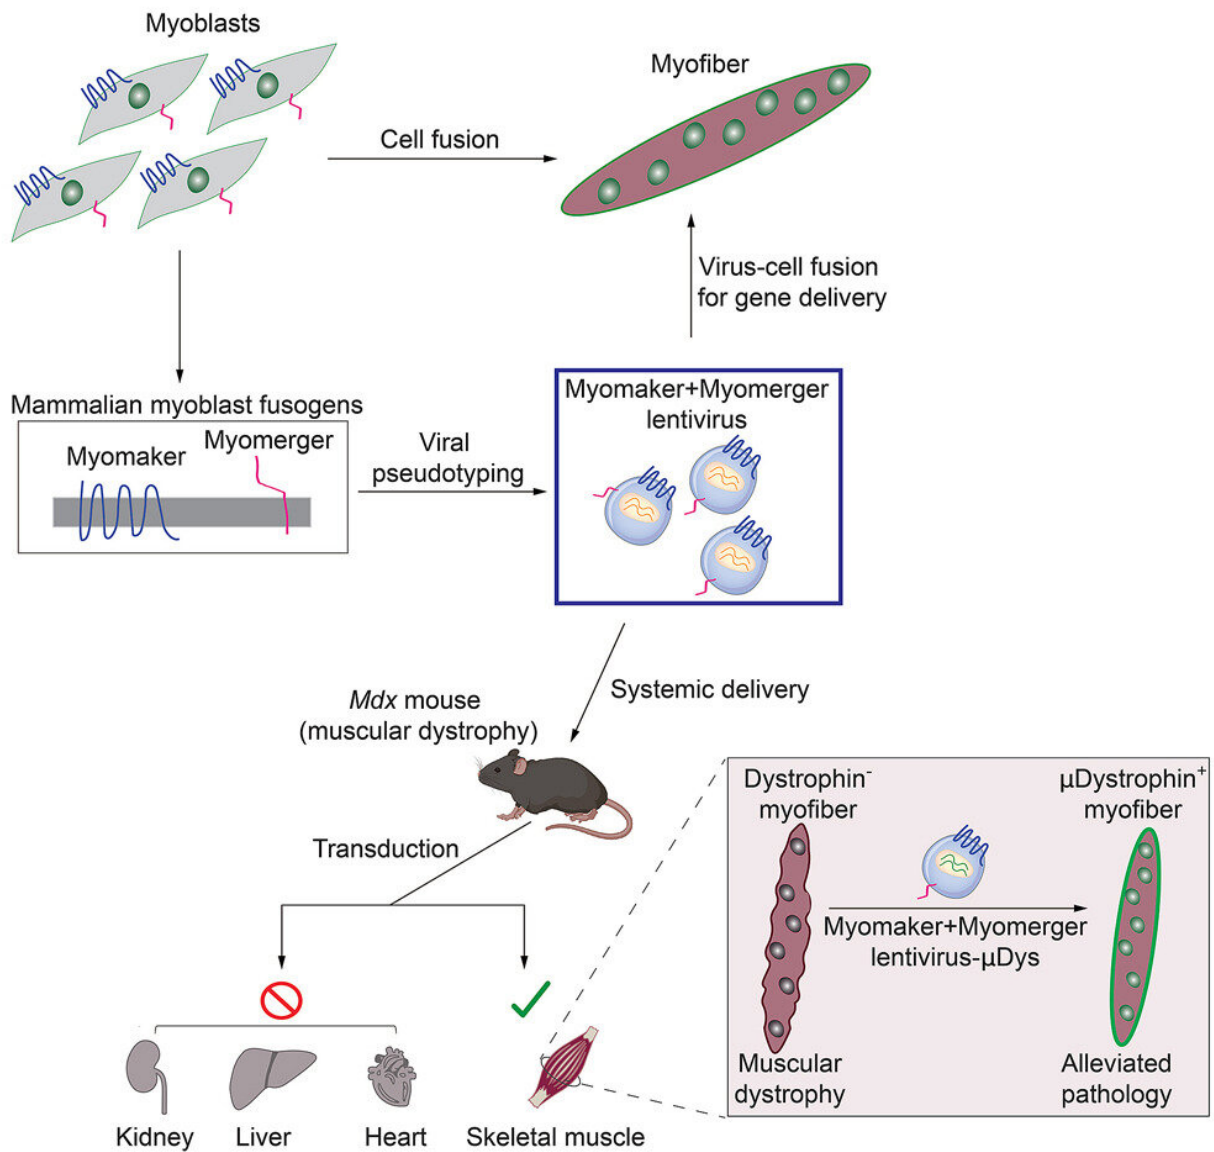 Myoblasts
Myofiber
Cell fusion
Virus-cell fusion
for gene delivery
Mammalian myoblast fusogens
Myomaker
Myomerger
Viral
pseudotyping
Myomaker+Myomerger
lentivirus
Systemic delivery
Mdx mouse
(muscular dystrophy)
Transduction
Kidney
Liver
Heart
Skeletal muscle
Dystrophin⁻
myofiber
µDystrophin⁺
myofiber
Myomaker+Myomerger
lentivirus-µDys
Muscular
dystrophy
Alleviated
pathology